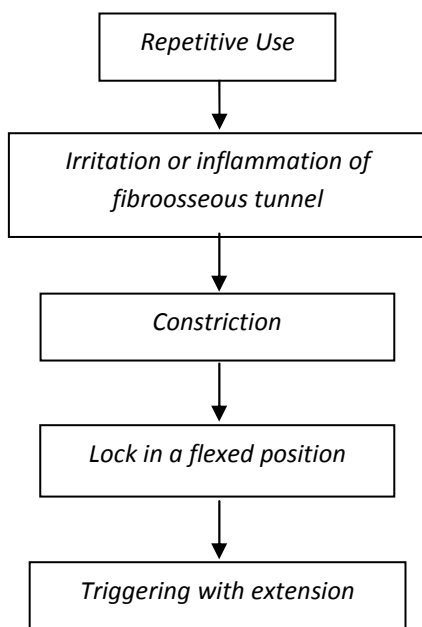 Repetitive Use
Irritation or inflammation of
fibroosseous tunnel
Constriction
Lock in a flexed position
Triggering with extension